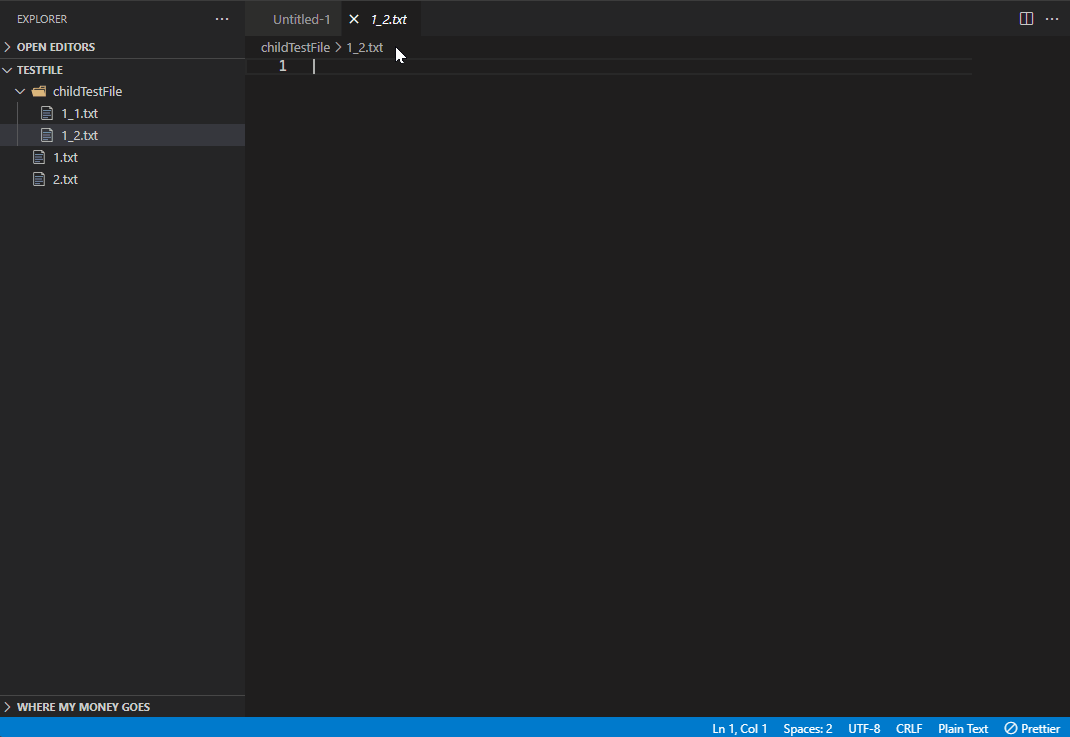 EXPLORER
OPEN EDITORS
TESTFILE
childTestFile
1_1.txt
1_2.txt
1.txt
2.txt
WHERE MY MONEY GOES
Untitled-1
1_2.txt
childTestFile > 1_2.txt
1
Ln 1, Col 1 Spaces: 2 UTF-8 CRLF Plain Text Prettier